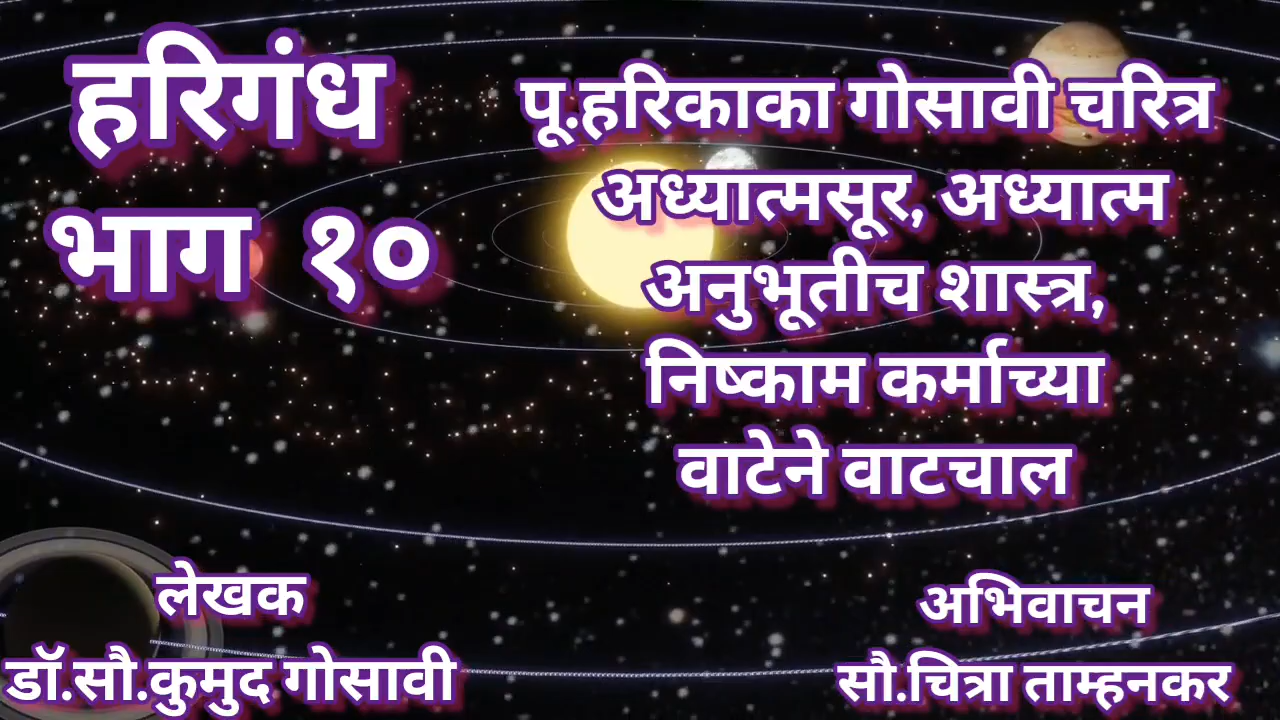 हरिगंध
भाग १०
पू.हरिकाका गोसावी चरित्र
अध्यात्मसूर, अध्यात्म
अनुभूतीच शास्त्र,
निष्काम कर्माच्या
वाटेने वाटचाल
लेखक
डॉ.सौ.कुमुद गोसावी
अभिवाचन
सौ.चित्रा ताम्हनकर